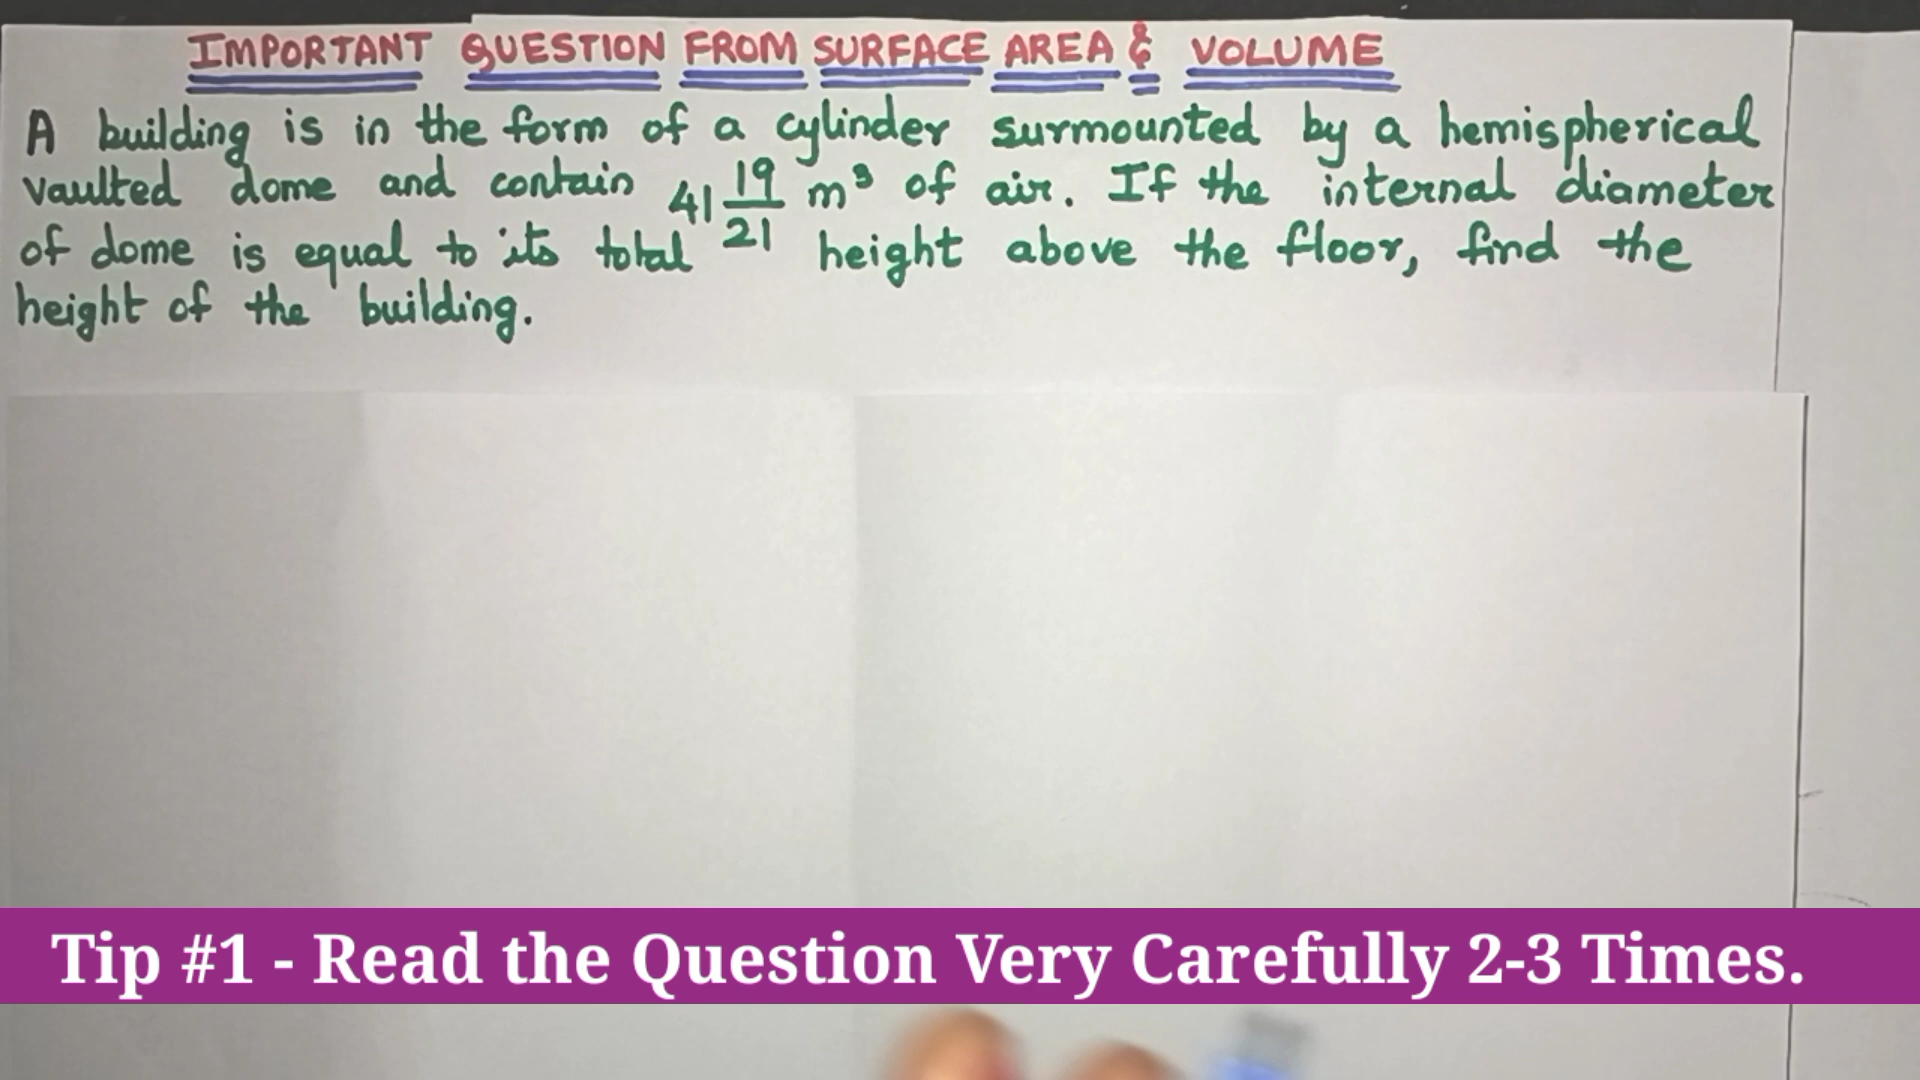 IMPORTANT QUESTION FROM SURFACE AREA & VOLUME
A building is in the form of a cylinder surmounted by a hemispherical
vaulted dome and contain 41 19/21 m³ of air. If the internal diameter
of dome is equal to its total height above the floor, find the
height of the building.
Tip #1 - Read the Question Very Carefully 2-3 Times.